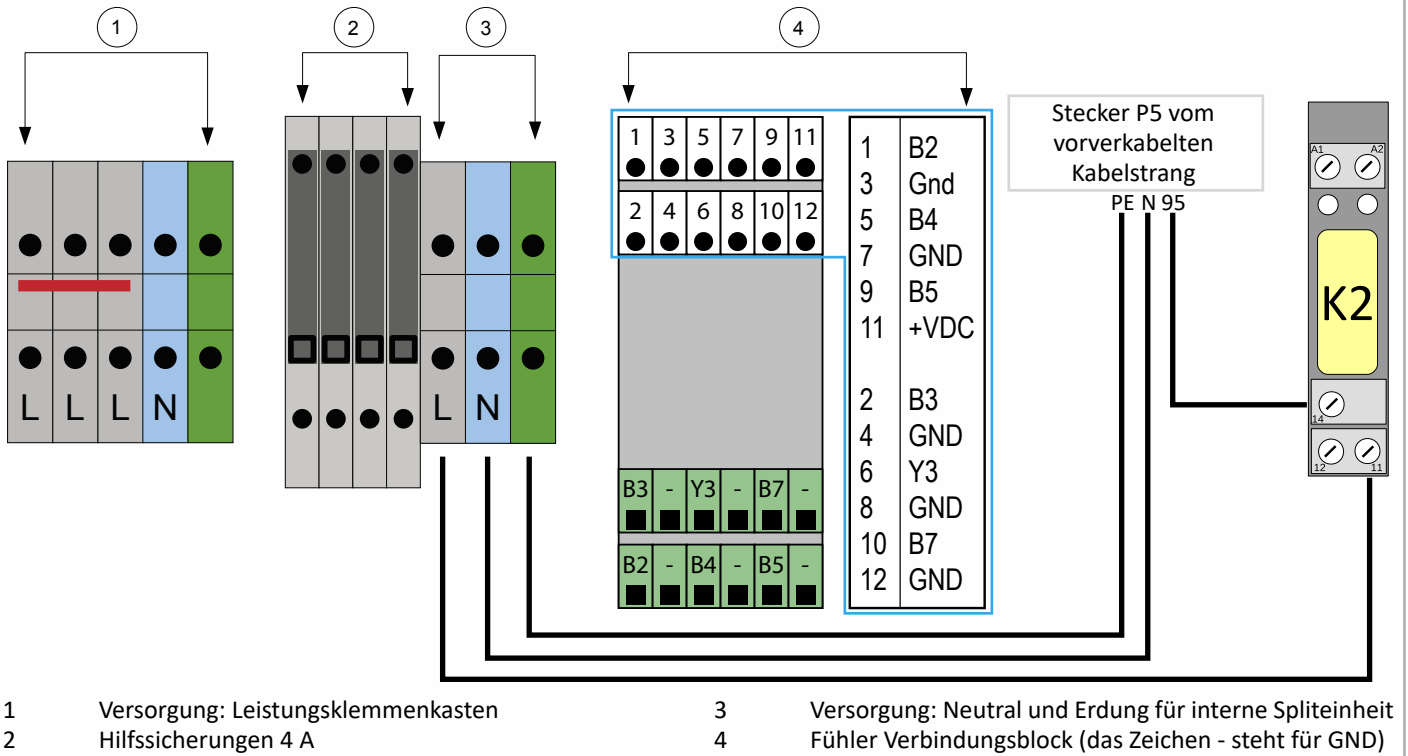 1
2
3
4
L L L N
L N
1 3 5 7 9 11
2 4 6 8 10 12
B3 - Y3 - B7 -
B2 - B4 - B5 -
1 B2
3 Gnd
5 B4
7 GND
9 B5
11 +VDC
2 B3
4 GND
6 Y3
8 GND
10 B7
12 GND
Stecker P5 vom
vorverkabelten
Kabelstrang
PE N 95
A1 A2
K2
14
12 11
1 Versorgung: Leistungsklemmenkasten
2 Hilfssicherungen 4 A
3 Versorgung: Neutral und Erdung für interne Spliteinheit
4 Fühler Verbindungsblock (das Zeichen - steht für GND)